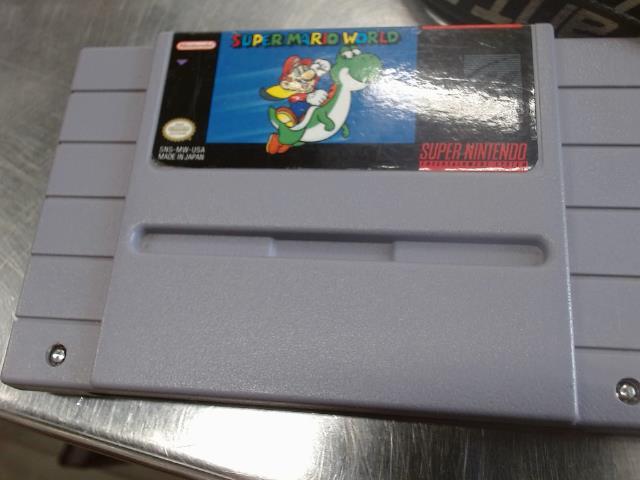 Nintendo
SUPER MARIO WORLD
SNS-MW-USA
MADE IN JAPAN
SUPER NINTENDO